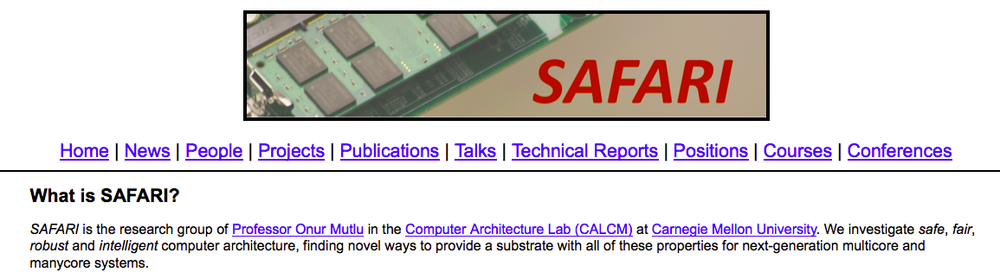 SAFARI
Home | News | People | Projects | Publications | Talks | Technical Reports | Positions | Courses | Conferences
What is SAFARI?
SAFARI is the research group of Professor Onur Mutlu in the Computer Architecture Lab (CALCM) at Carnegie Mellon University. We investigate safe, fair,
robust and intelligent computer architecture, finding novel ways to provide a substrate with all of these properties for next-generation multicore and
manycore systems.